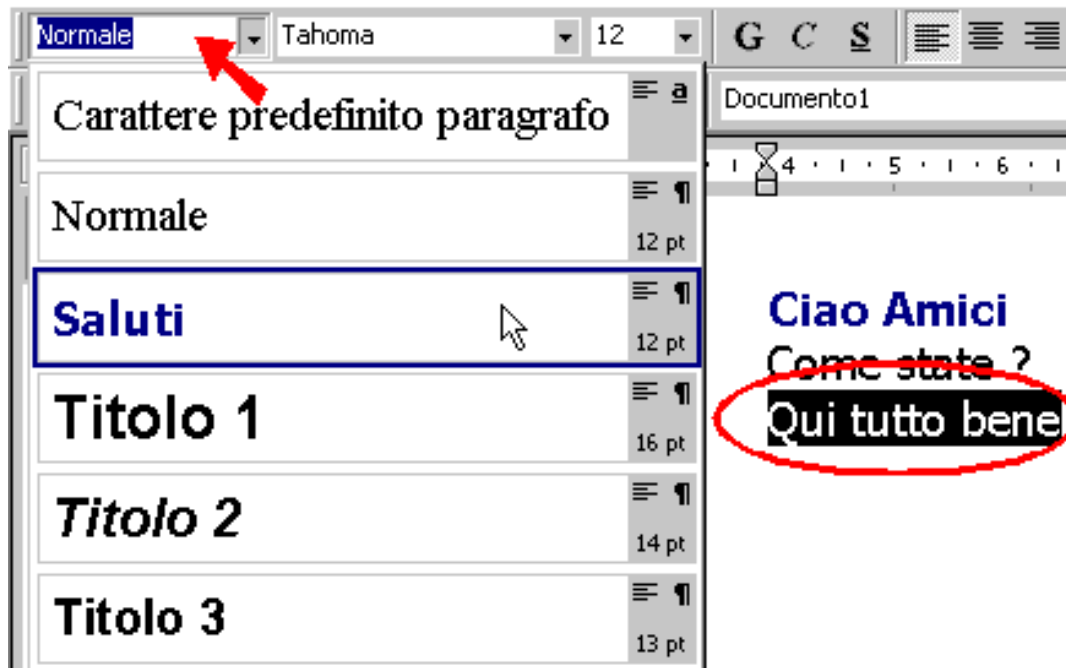 Normale Tahoma 12 G C S
Carattere predefinito paragrafo a
Documento1
4 5 6
Normale 12 pt
Saluti 12 pt
Titolo 1 16 pt
Titolo 2 14 pt
Titolo 3 13 pt
Ciao Amici
Come state ?
Qui tutto bene